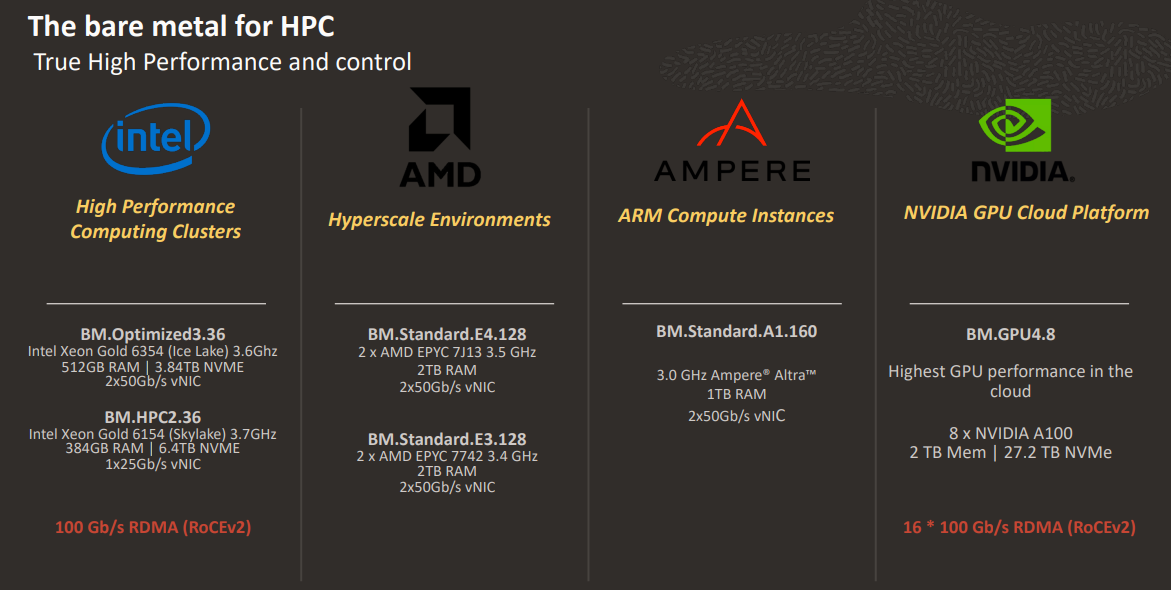 The bare metal for HPC
True High Performance and control
intel
High Performance
Computing Clusters
BM.Optimized3.36
Intel Xeon Gold 6354 (Ice Lake) 3.6Ghz
512GB RAM | 3.84TB NVME
2x50Gb/s vNIC
BM.HPC2.36
Intel Xeon Gold 6154 (Skylake) 3.7GHz
384GB RAM | 6.4TB NVME
1x25Gb/s vNIC
100 Gb/s RDMA (RoCEv2)
AMD
Hyperscale Environments
BM.Standard.E4.128
2 x AMD EPYC 7J13 3.5 GHz
2TB RAM
2x50Gb/s vNIC
BM.Standard.E3.128
2 x AMD EPYC 7742 3.4 GHz
2TB RAM
2x50Gb/s vNIC
AMPERE
ARM Compute Instances
BM.Standard.A1.160
3.0 GHz Ampere® Altra™
1TB RAM
2x50Gb/s vNIC
NVIDIA®
NVIDIA GPU Cloud Platform
BM.GPU4.8
Highest GPU performance in the
cloud
8 x NVIDIA A100
2 TB Mem | 27.2 TB NVMe
16 * 100 Gb/s RDMA (RoCEv2)